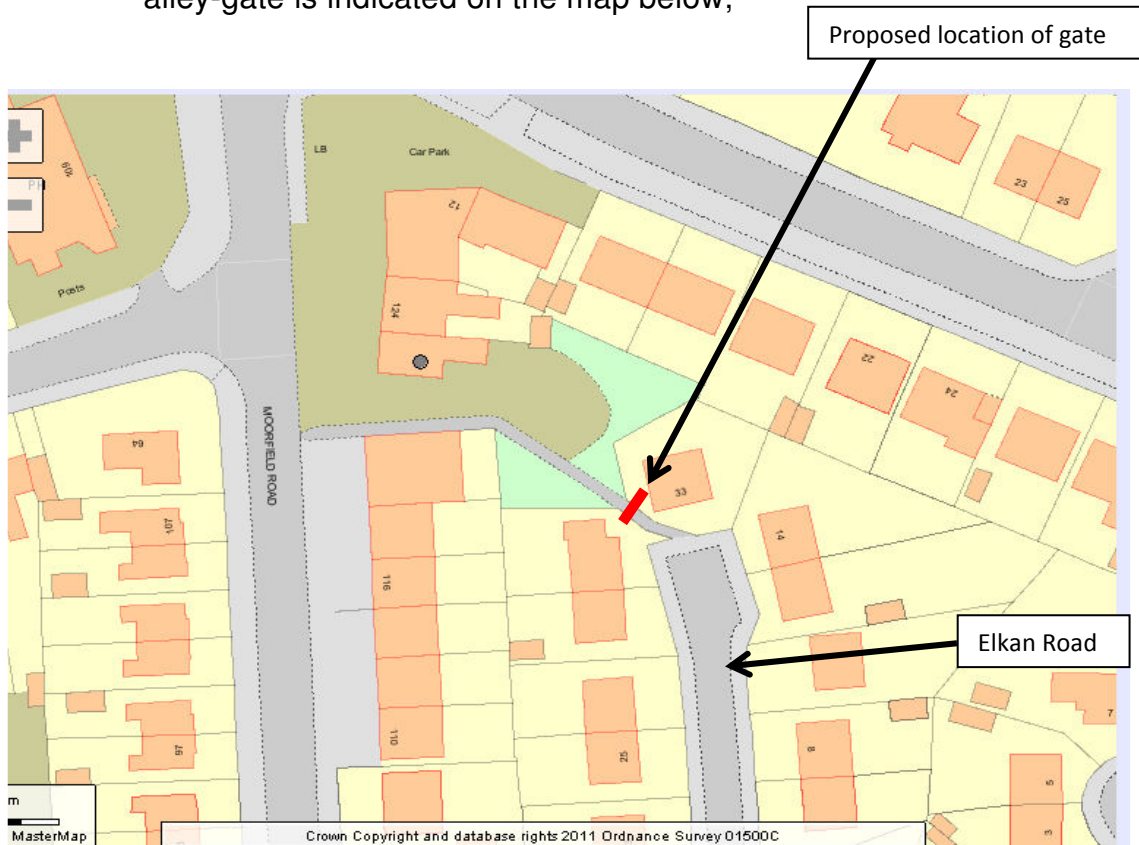 alley-gate is indicated on the map below;
Proposed location of gate
LB
Car Park
109
PH
12
23
25
Posts
124
22
24
64
MOORFIELD ROAD
33
107
14
116
Elkan Road
110
97
25
8
7
5
3
m
MasterMap
Crown Copyright and database rights 2011 Ordnance Survey 01500C